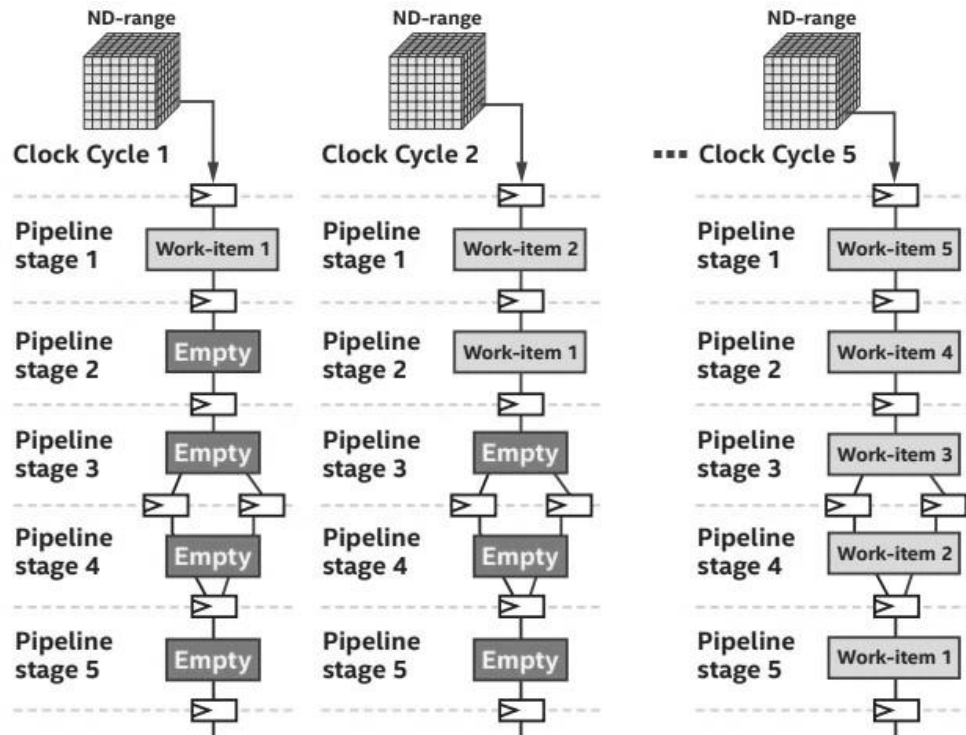 ND-range
Clock Cycle 1
Pipeline
stage 1
Work-item 1
Pipeline
stage 2
Empty
Pipeline
stage 3
Empty
Pipeline
stage 4
Empty
Pipeline
stage 5
Empty
ND-range
Clock Cycle 2
Pipeline
stage 1
Work-item 2
Pipeline
stage 2
Work-item 1
Pipeline
stage 3
Empty
Pipeline
stage 4
Empty
Pipeline
stage 5
Empty
ND-range
Clock Cycle 5
Pipeline
stage 1
Work-item 5
Pipeline
stage 2
Work-item 4
Pipeline
stage 3
Work-item 3
Pipeline
stage 4
Work-item 2
Pipeline
stage 5
Work-item 1